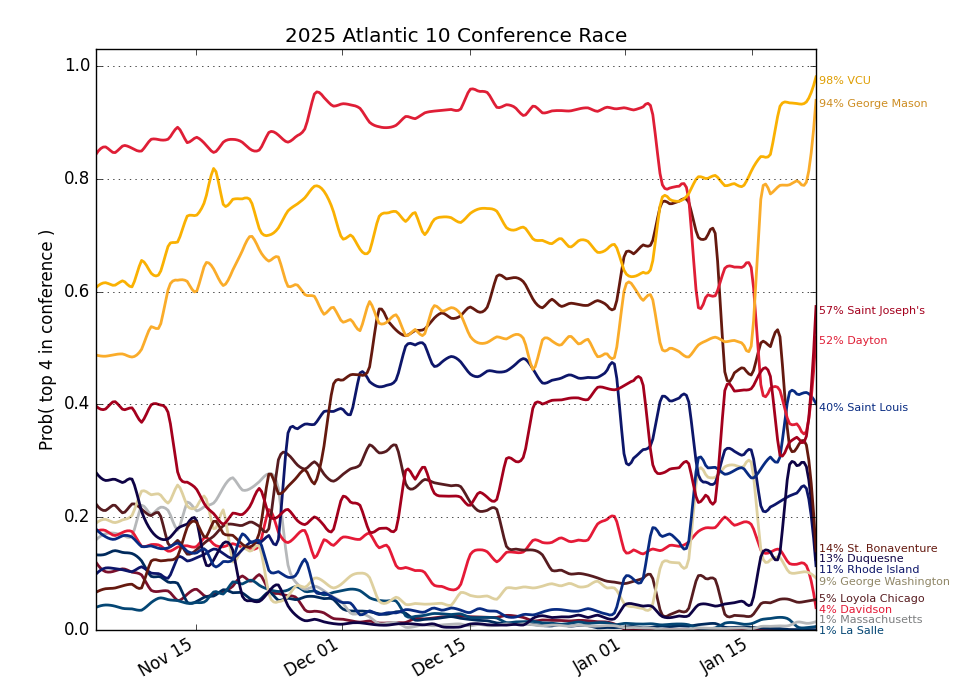 2025 Atlantic 10 Conference Race
Prob( top 4 in conference )
1.0
0.8
0.6
0.4
0.2
0.0
Nov 15
Dec 01
Dec 15
Jan 01
Jan 15
98% VCU
94% George Mason
57% Saint Joseph's
52% Dayton
40% Saint Louis
14% St. Bonaventure
13% Duquesne
11% Rhode Island
9% George Washington
5% Loyola Chicago
4% Davidson
1% Massachusetts
1% La Salle